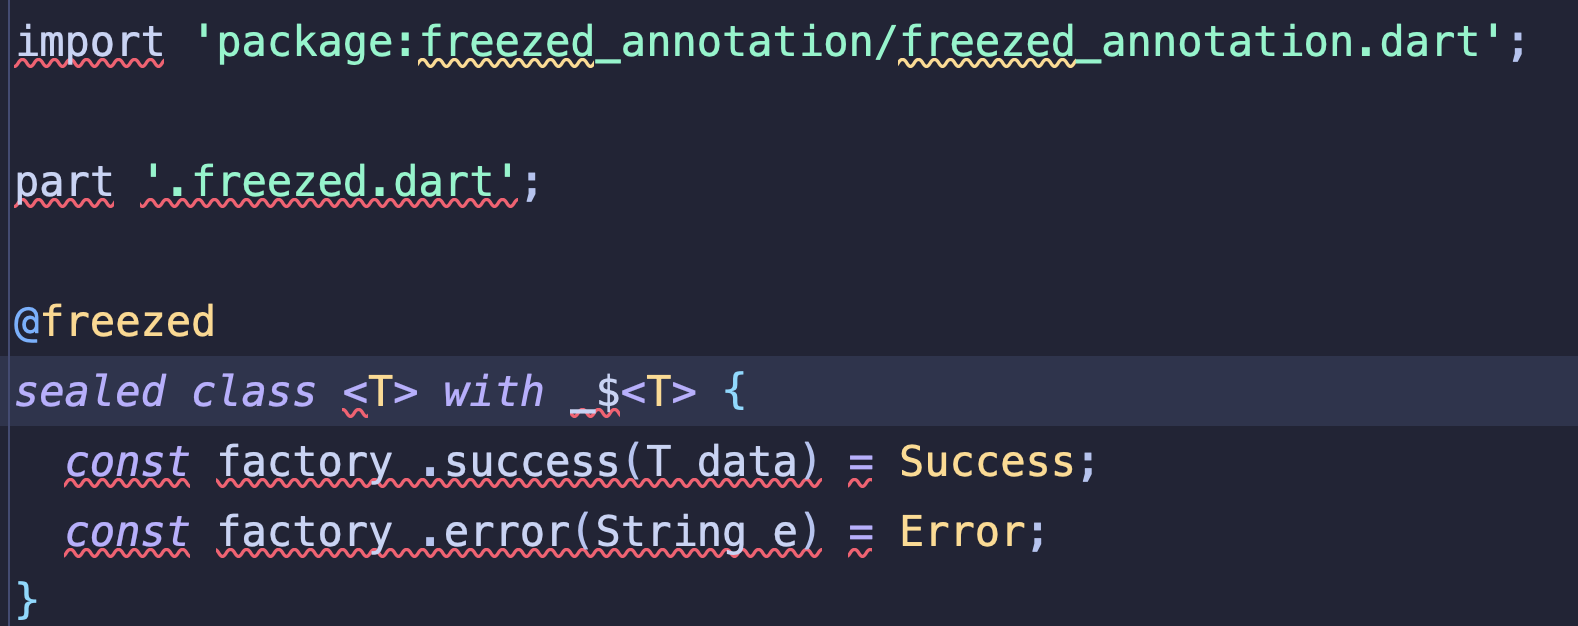 import 'package:freezed_annotation/freezed_annotation.dart';
part '.freezed.dart';
@freezed
sealed class <T> with _$<T> {
  const factory .success(T data) = Success;
  const factory .error(String e) = Error;
}